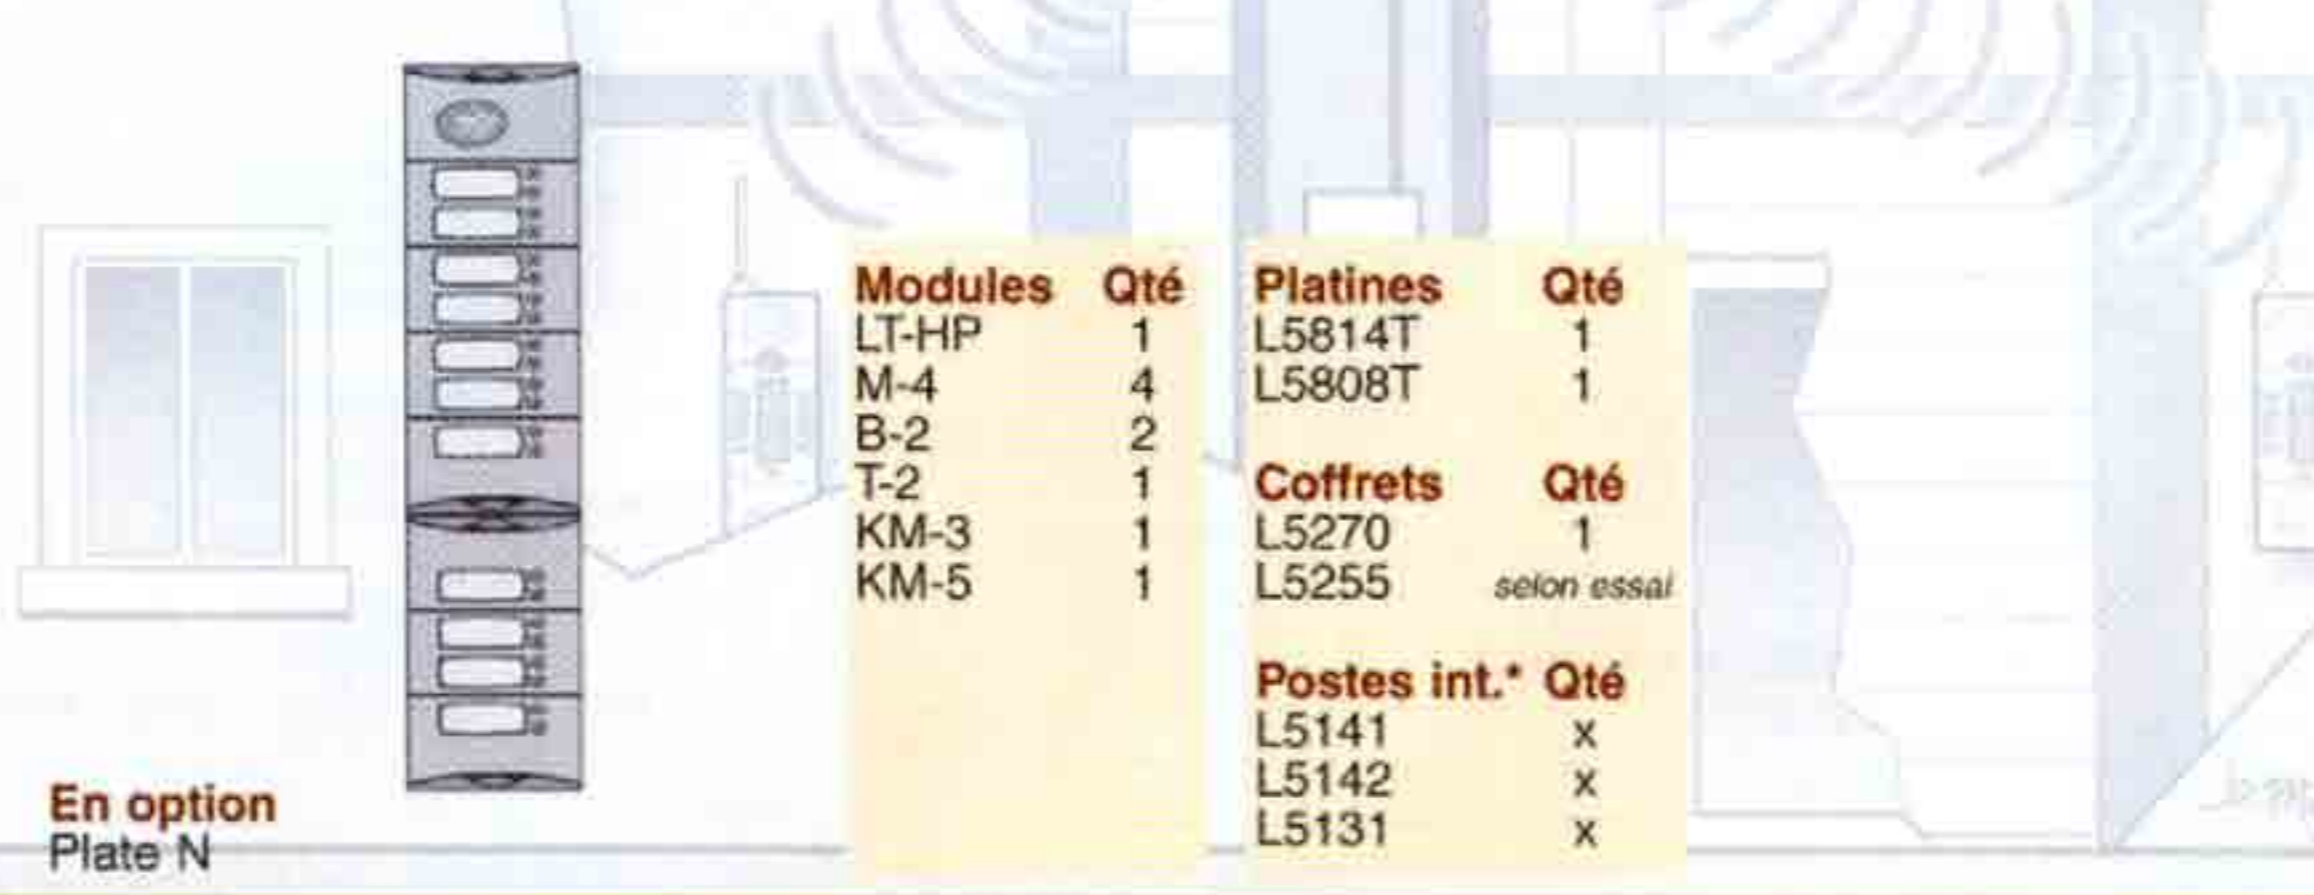 Modules Qté
LT-HP 1
M-4 4
B-2 2
T-2 1
KM-3 1
KM-5 1
Platines Qté
L5814T 1
L5808T 1
Coffrets Qté
L5270 1
L5255 selon essai
Postes int.* Qté
L5141 x
L5142 x
L5131 x
En option
Plate N